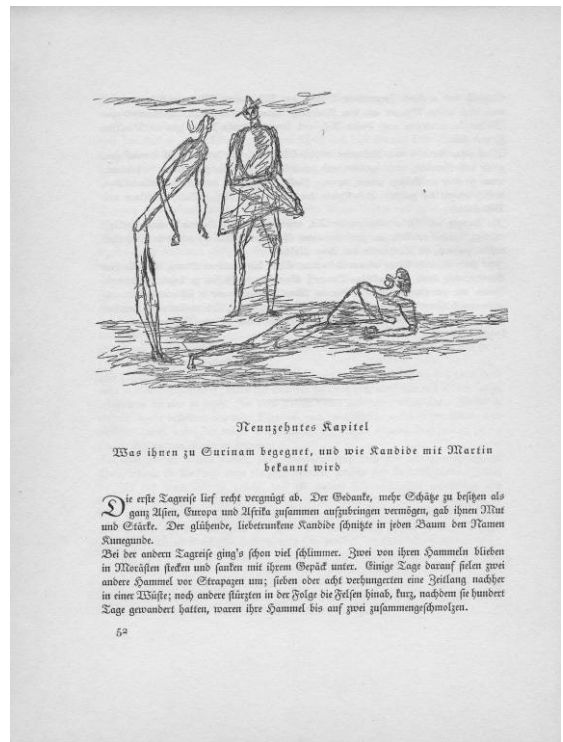 Neunzehntes Kapitel
Was ihnen zu Surinam begegnet, und wie Kandide mit Martin
bekannt wird
Die erste Tagreise lief recht vergnügt ab. Der Gedanke, mehr Schätze zu besitzen als
ganz Asien, Europa und Afrika zusammen aufzubringen vermögen, gab ihnen Mut
und Stärke. Der glühende, liebetrunkene Kandide schnitzte in jeden Baum den Namen
Kunegunde.
Bei der andern Tagreise ging's schon viel schlimmer. Zwei von ihren Hammeln blieben
in Morästen stecken und sanken mit ihrem Gepäck unter. Einige Tage darauf fielen zwei
andere Hammel vor Strapazen um; sieben oder acht verhungerten eine Zeitlang nachher
in einer Wüste; noch andere stürzten in der Folge die Felsen hinab, kurz, nachdem sie hundert
Tage gewandert hatten, waren ihre Hammel bis auf zwei zusammengeschmolzen.
52